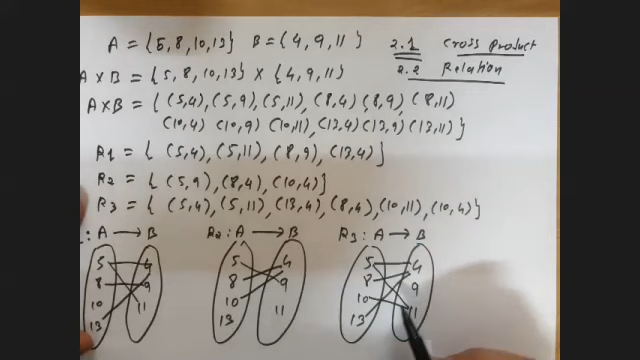 A = {5,8,10,13} B = {4,9,11} 2.1 Cross Product
A × B = {5,8,10,13} × {4,9,11} 2.2 Relation
A × B = { (5,4), (5,9), (5,11), (8,4) (8,9), (8,11)
(10,4) (10,9) (10,11), (13,4) (13,9) (13,11) }
R1 = { (5,4), (5,11), (8,9), (13,4) }
R2 = { (5,9), (8,4), (10,4) }
R3 = { (5,4), (5,11), (13,4), (8,4), (10,11), (10,4) }
: A → B R2 : A → B R3 : A → B
5 4 5 4 5 4
8 9 8 9 8 9
10 11 10 11 10 11
13 13 13